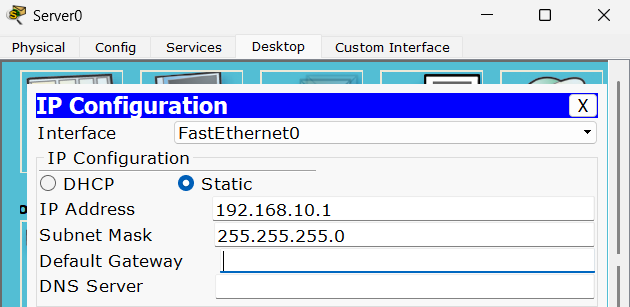 Server0
Physical Config Services Desktop Custom Interface
IP Configuration X
Interface FastEthernet0
IP Configuration
DHCP Static
IP Address 192.168.10.1
Subnet Mask 255.255.255.0
Default Gateway
DNS Server